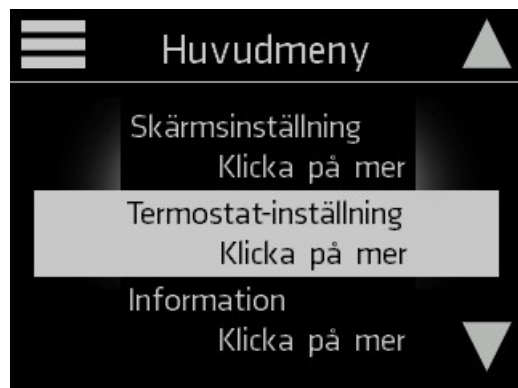 Huvudmeny
Skärmsinställning
Klicka på mer
Termostat-inställning
Klicka på mer
Information
Klicka på mer